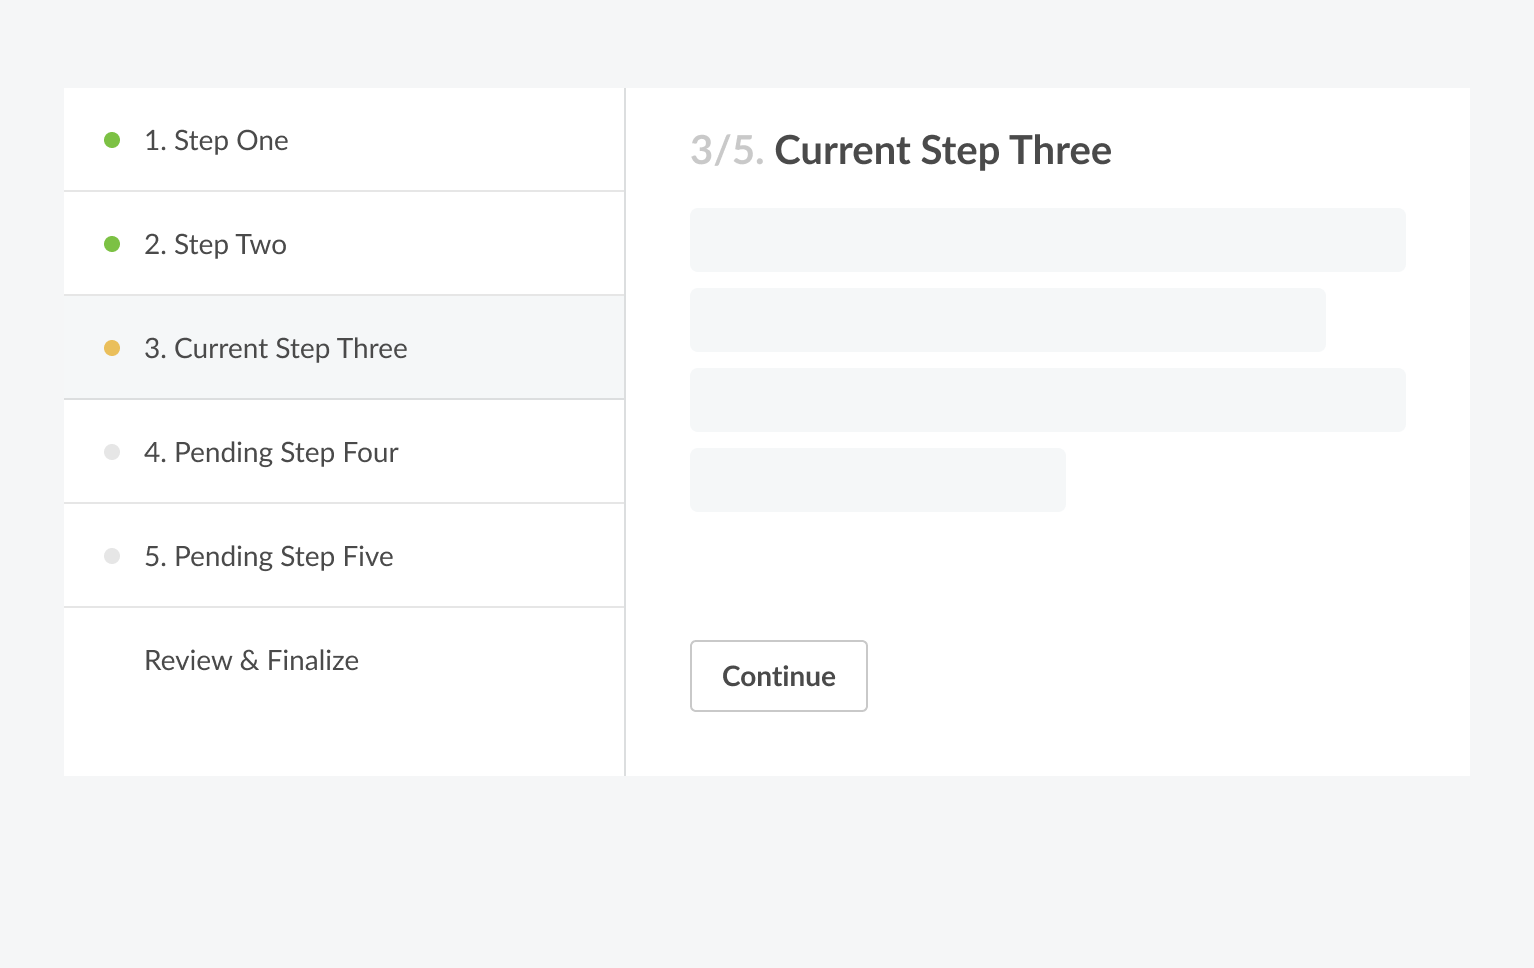 1. Step One
2. Step Two
3. Current Step Three
4. Pending Step Four
5. Pending Step Five
Review & Finalize
3/5. Current Step Three
Continue